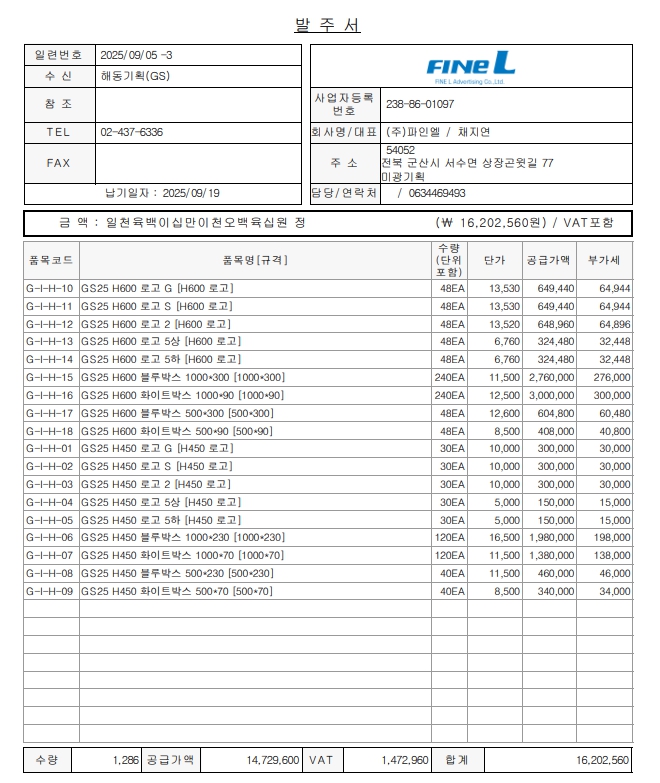 발 주 서
일련번호 2025/09/05 -3
수 신 해동기획(GS)
참 조
TEL 02-437-6336
FAX
납기일자 : 2025/09/19
FINE L
FINE L Advertising Co.,Ltd.
사업자등록번호 238-86-01097
회사명/대표 (주)파인엘 / 채지연
주 소 54052
전북 군산시 서수면 상장곤윗길 77
미광기획
담당/연락처 / 0634469493
금 액 : 일천육백이십만이천오백육십원 정 (₩ 16,202,560원) / VAT포함
품목코드 품목명[규격] 수량(단위포함) 단가 공급가액 부가세
G-I-H-10 GS25 H600 로고 G [H600 로고] 48EA 13,530 649,440 64,944
G-I-H-11 GS25 H600 로고 S [H600 로고] 48EA 13,530 649,440 64,944
G-I-H-12 GS25 H600 로고 2 [H600 로고] 48EA 13,520 648,960 64,896
G-I-H-13 GS25 H600 로고 5상 [H600 로고] 48EA 6,760 324,480 32,448
G-I-H-14 GS25 H600 로고 5하 [H600 로고] 48EA 6,760 324,480 32,448
G-I-H-15 GS25 H600 블루박스 1000*300 [1000*300] 240EA 11,500 2,760,000 276,000
G-I-H-16 GS25 H600 화이트박스 1000*90 [1000*90] 240EA 12,500 3,000,000 300,000
G-I-H-17 GS25 H600 블루박스 500*300 [500*300] 48EA 12,600 604,800 60,480
G-I-H-18 GS25 H600 화이트박스 500*90 [500*90] 48EA 8,500 408,000 40,800
G-I-H-01 GS25 H450 로고 G [H450 로고] 30EA 10,000 300,000 30,000
G-I-H-02 GS25 H450 로고 S [H450 로고] 30EA 10,000 300,000 30,000
G-I-H-03 GS25 H450 로고 2 [H450 로고] 30EA 10,000 300,000 30,000
G-I-H-04 GS25 H450 로고 5상 [H450 로고] 30EA 5,000 150,000 15,000
G-I-H-05 GS25 H450 로고 5하 [H450 로고] 30EA 5,000 150,000 15,000
G-I-H-06 GS25 H450 블루박스 1000*230 [1000*230] 120EA 16,500 1,980,000 198,000
G-I-H-07 GS25 H450 화이트박스 1000*70 [1000*70] 120EA 11,500 1,380,000 138,000
G-I-H-08 GS25 H450 블루박스 500*230 [500*230] 40EA 11,500 460,000 46,000
G-I-H-09 GS25 H450 화이트박스 500*70 [500*70] 40EA 8,500 340,000 34,000
수량 1,286 공급가액 14,729,600 VAT 1,472,960 합계 16,202,560